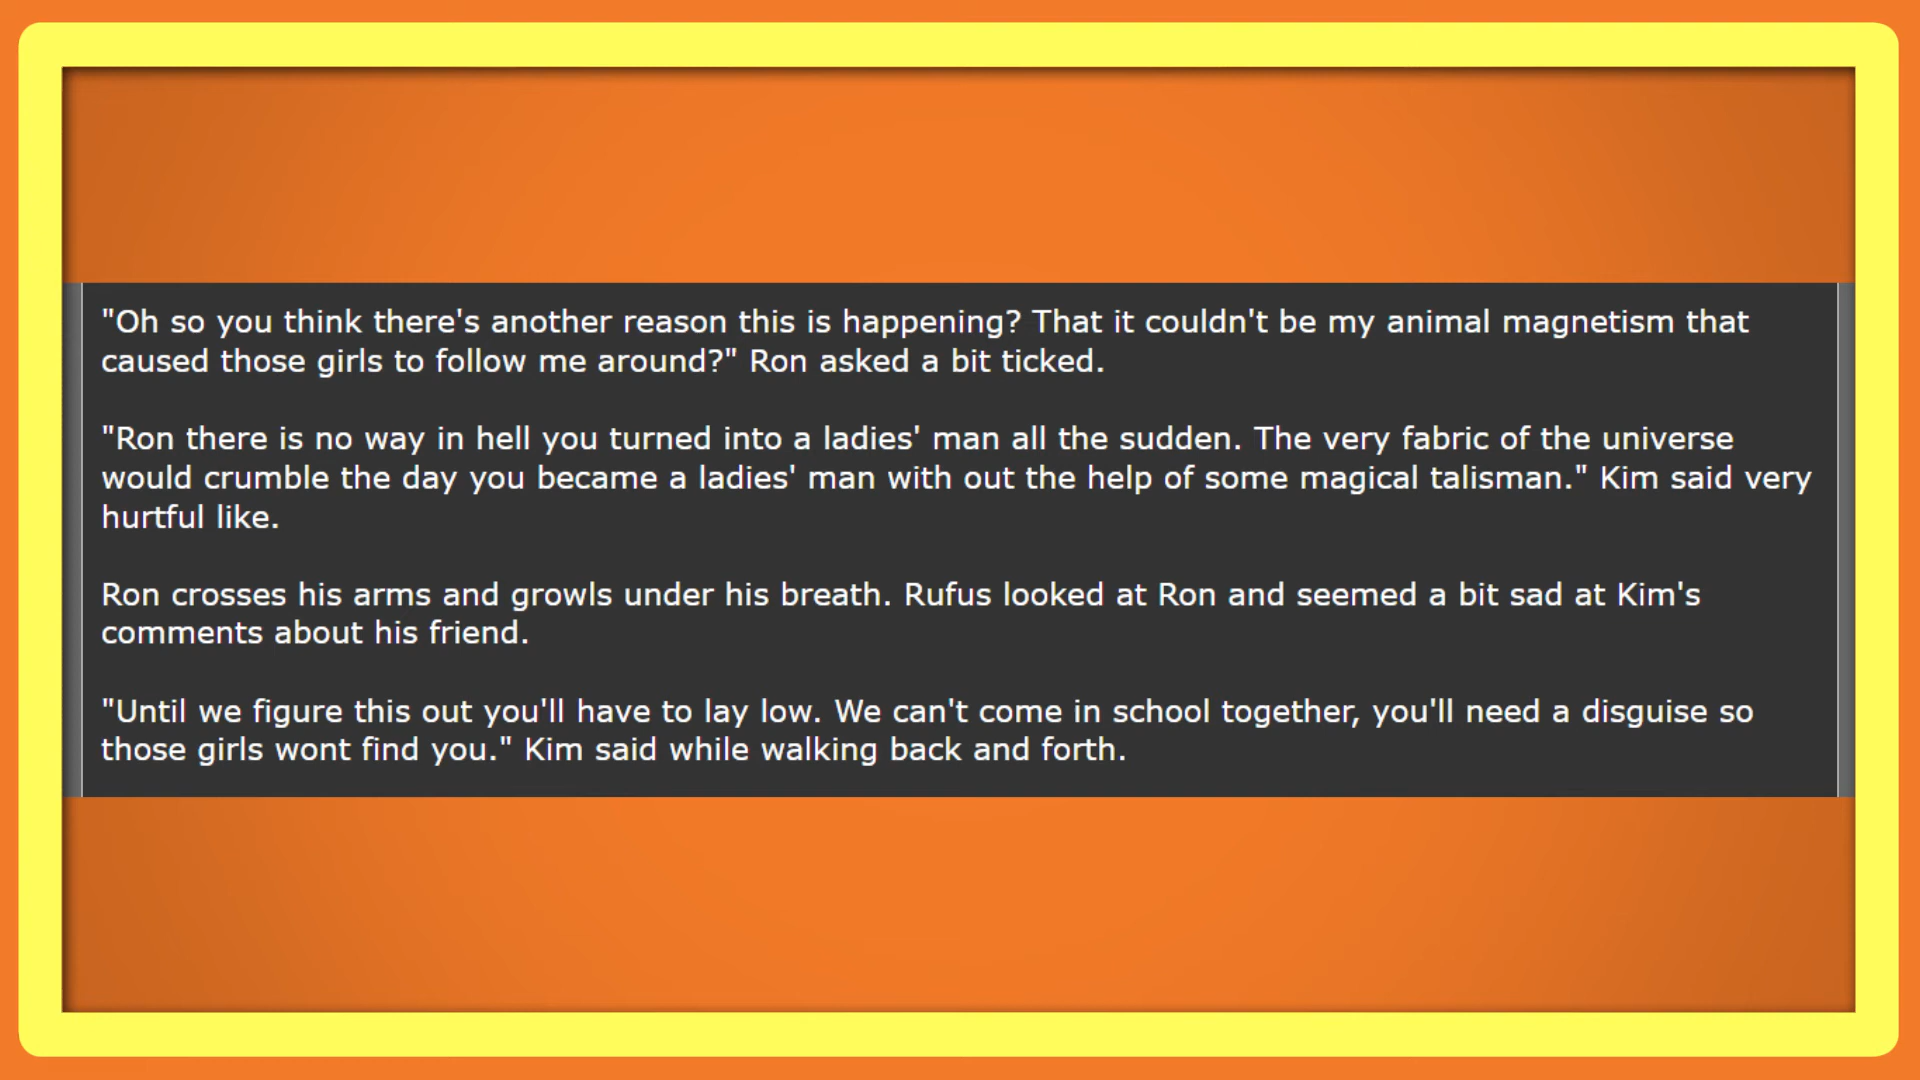 "Oh so you think there's another reason this is happening? That it couldn't be my animal magnetism that
caused those girls to follow me around?" Ron asked a bit ticked.
"Ron there is no way in hell you turned into a ladies' man all the sudden. The very fabric of the universe
would crumble the day you became a ladies' man with out the help of some magical talisman." Kim said very
hurtful like.
Ron crosses his arms and growls under his breath. Rufus looked at Ron and seemed a bit sad at Kim's
comments about his friend.
"Until we figure this out you'll have to lay low. We can't come in school together, you'll need a disguise so
those girls wont find you." Kim said while walking back and forth.